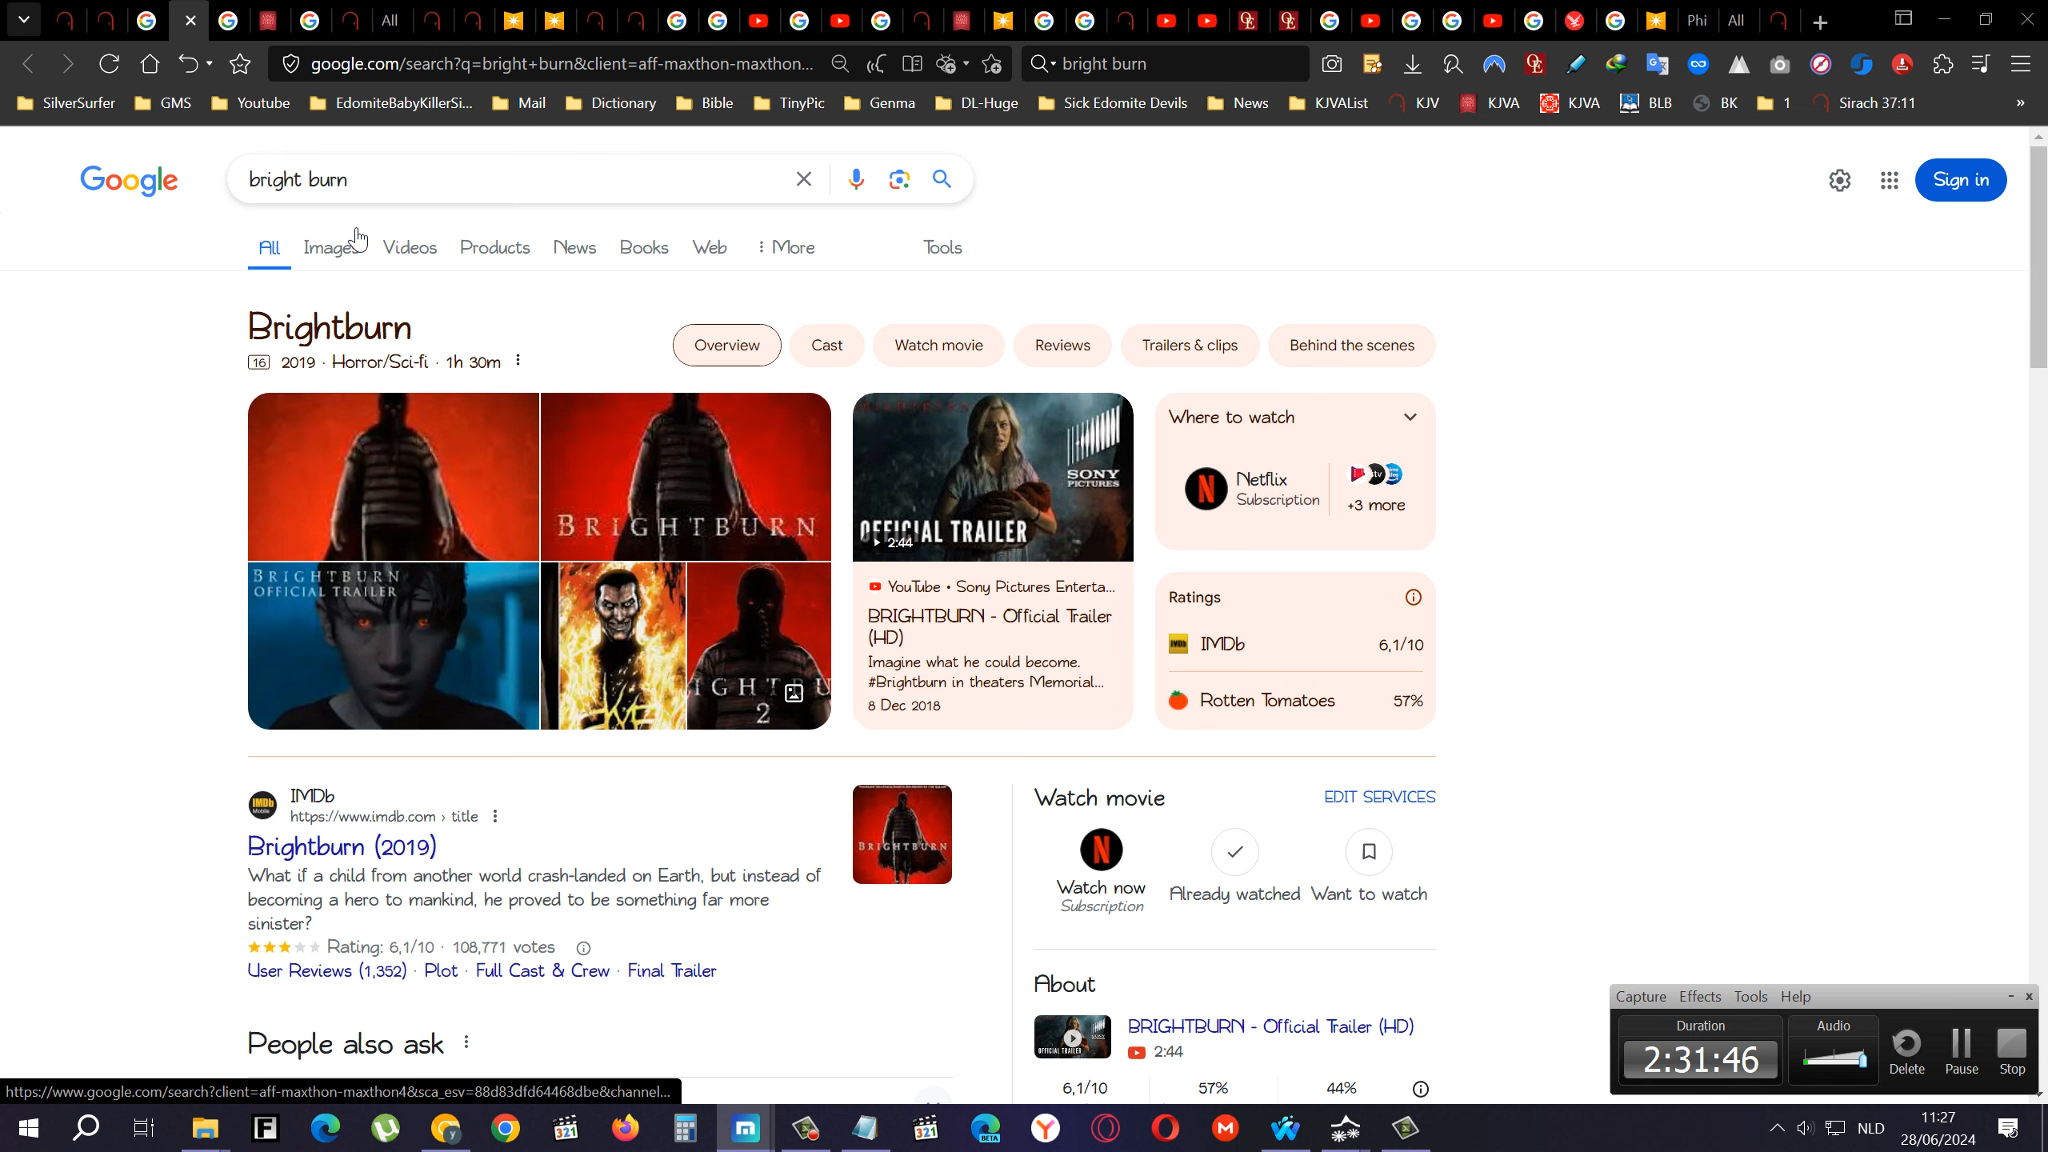 All
Phi
All
google.com/search?q=bright+burn&client=aff-maxthon-maxthon...
bright burn
SilverSurfer
GMS
Youtube
EdomiteBabyKillerSi...
Mail
Dictionary
Bible
TinyPic
Genma
DL-Huge
Sick Edomite Devils
News
KJVAList
KJV
KJVA
KJVA
BLB
BK
1
Sirach 37:11
»
Google
bright burn
Sign in
All
Images
Videos
Products
News
Books
Web
More
Tools
Brightburn
16 2019 · Horror/Sci-fi · 1h 30m
Overview
Cast
Watch movie
Reviews
Trailers & clips
Behind the scenes
BRIGHTBURN
BRIGHTBURN
OFFICIAL TRAILER
2
SONY
PICTURES
OFFICIAL TRAILER
2:44
YouTube • Sony Pictures Enterta...
BRIGHTBURN - Official Trailer
(HD)
Imagine what he could become.
#Brightburn in theaters Memorial...
8 Dec 2018
Where to watch
Netflix
Subscription
tv
+3 more
Ratings
IMDb
6,1/10
Rotten Tomatoes
57%
IMDb
https://www.imdb.com › title
Brightburn (2019)
What if a child from another world crash-landed on Earth, but instead of
becoming a hero to mankind, he proved to be something far more
sinister?
Rating: 6,1/10 · 108,771 votes
User Reviews (1,352) · Plot · Full Cast & Crew · Final Trailer
BRIGHTBURN
People also ask
Watch movie
EDIT SERVICES
Watch now
Subscription
Already watched
Want to watch
About
OFFICIAL TRAILER
BRIGHTBURN - Official Trailer (HD)
2:44
6,1/10
57%
44%
https://www.google.com/search?client=aff-maxthon-maxthon4&sca_esv=88d83dfd64468dbe&channel...
Capture Effects Tools Help
Duration
2:31:46
Audio
Delete
Pause
Stop
NLD
11:27
28/06/2024